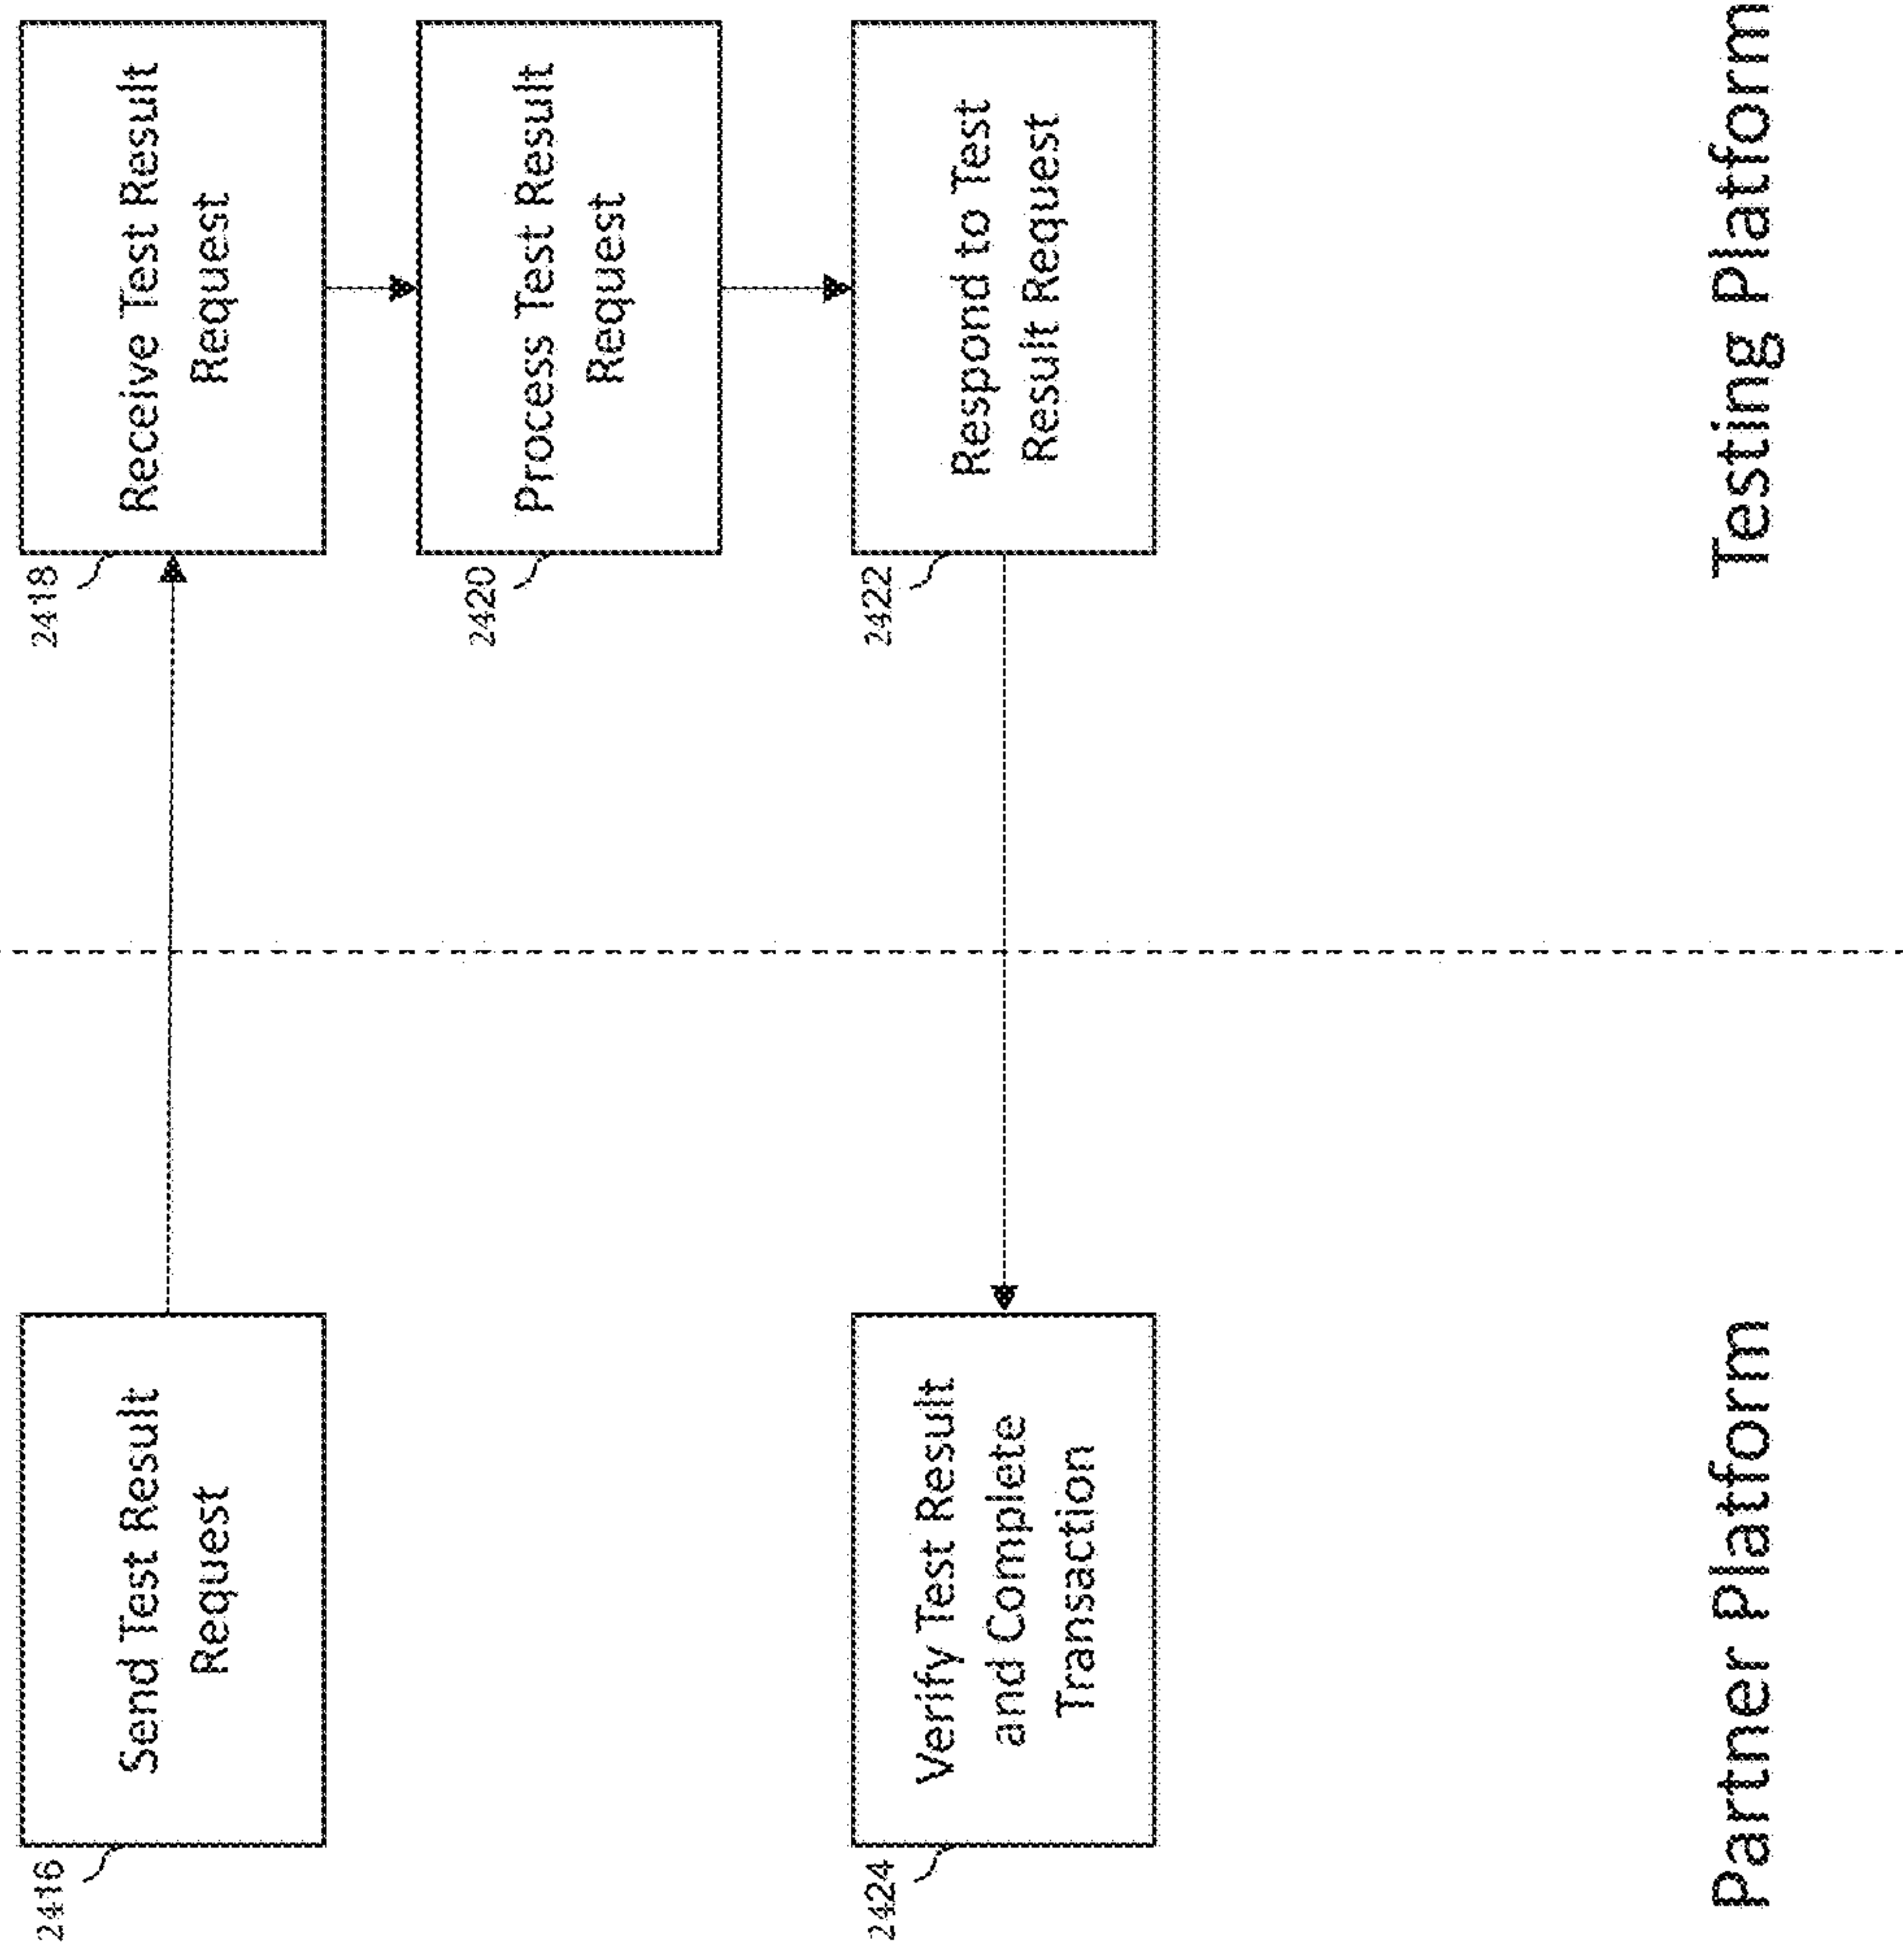 2416
Send Test Result
Request
2418
Receive Test Result
Request
2420
Process Test Result
Request
2424
Verify Test Result
and Complete
Transaction
2422
Respond to Test
Result Request
Partner Platform
Testing Platform